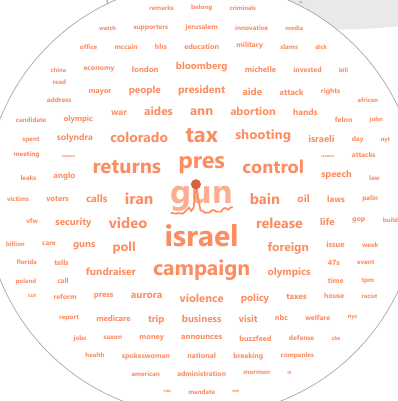 remarks belong criminals
watch supporters jerusalem innovative media
office mccain hhs education military slams dick
china economy london bloomberg michelle invested bill
read mayor people president aide attack rights african
address
candidate olympic war aides ann abortion hands felon john
spent solyndra colorado tax shooting israeli day nyt
meeting returns pres control attacks
leaks anglo speech law
victims voters calls iran gun bain oil laws palin
vfw security video release life gop build
billion care guns poll israel foreign issue week
florida tells fundraiser campaign olympics 47s event
poland call time tpm
cut reform press aurora violence policy taxes house racist
report medicare trip business visit nbc welfare nyc
jobs saxon money announces buzzfeed defense cbs
health spokeswoman national breaking companies
american administration mormon
mandate